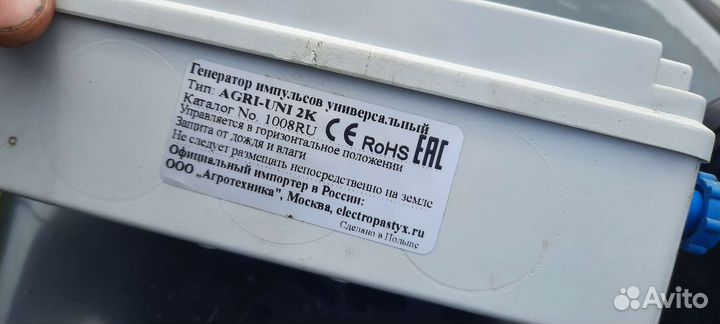 Генератор импульсов универсальный
Тип: AGRI-UNI 2K
Каталог No. 1008RU CE RoHS EAC
Управляется в горизонтальное положении
Защита от дождя и влаги
Не следует размещать непосредственно на земле
Официальный импортер в России:
ООО „Агротехника", Москва, electropastyx.ru
Сделано в Польше
Avito